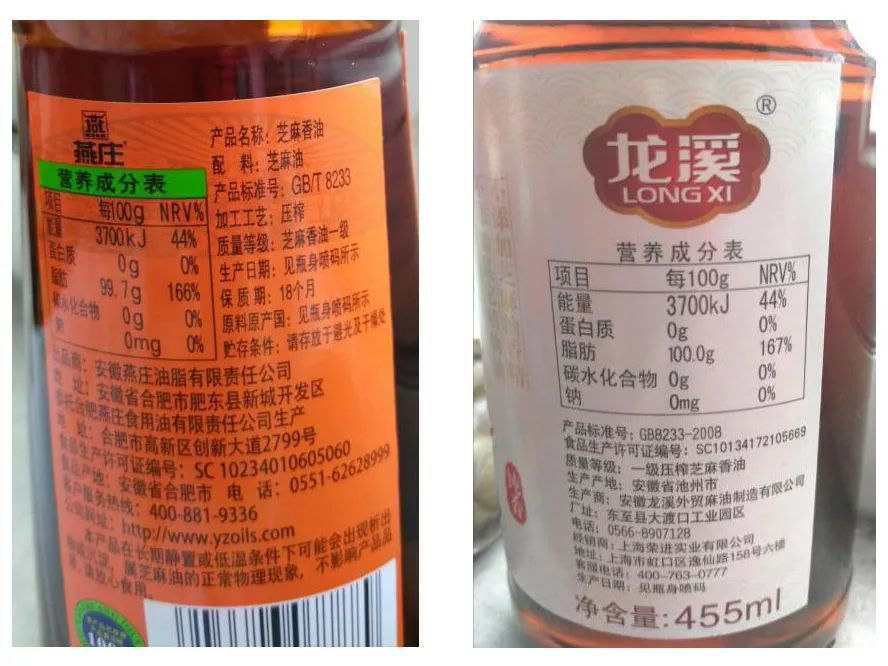 燕庄
营养成分表
项目 每100g NRV%
能量 3700kJ 44%
蛋白质 0g 0%
脂肪 99.7g 166%
碳水化合物 0g 0%
钠 0mg 0%
产品名称：芝麻香油
配 料：芝麻油
产品标准号：GB/T 8233
加工工艺：压榨
质量等级：芝麻香油一级
生产日期：见瓶身喷码所示
保质期：18个月
原料原产国：见瓶身喷码所示
贮存条件：请存放于避光及干燥处
出品商：安徽燕庄油脂有限责任公司
地 址：安徽省合肥市肥东县新城开发区
委托合肥燕庄食用油有限责任公司生产
地 址：合肥市高新区创新大道2799号
食品生产许可证编号：SC 10234010605060
食品产地：安徽省合肥市 电 话：0551-62628999
客户服务热线：400-881-9336
公司网址：http://www.yzoils.com
本产品在长期静置或低温条件下可能会出现析出
物或沉淀，属芝麻油的正常物理现象，不影响产品品
质，请放心食用。
龙溪®
LONG XI
营养成分表
项目 每100g NRV%
能量 3700kJ 44%
蛋白质 0g 0%
脂肪 100.0g 167%
碳水化合物 0g 0%
钠 0mg 0%
产品标准号：GB8233-2008
食品生产许可证编号：SC10134172105669
质量等级：一级压榨芝麻香油
生产产地：安徽省池州市
生产商：安徽龙溪外贸麻油制造有限公司
厂址：东至县大渡口工业园区
电话：0566-8907128
经销商：上海荣进实业有限公司
地址：上海市虹口区逸仙路158号六楼
客服电话：400-763-0777
生产日期：见瓶身喷码
净含量：455ml